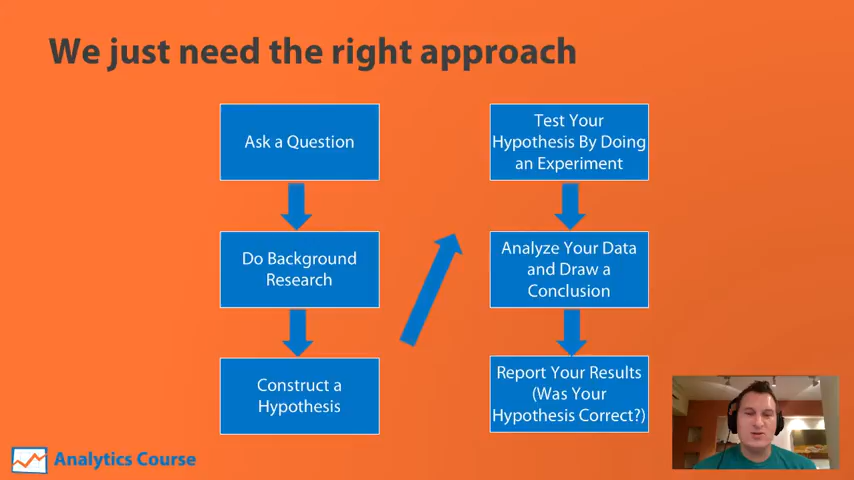 We just need the right approach
Ask a Question
Do Background
Research
Construct a
Hypothesis
Test Your
Hypothesis By Doing
an Experiment
Analyze Your Data
and Draw a
Conclusion
Report Your Results
(Was Your
Hypothesis Correct?)
Analytics Course